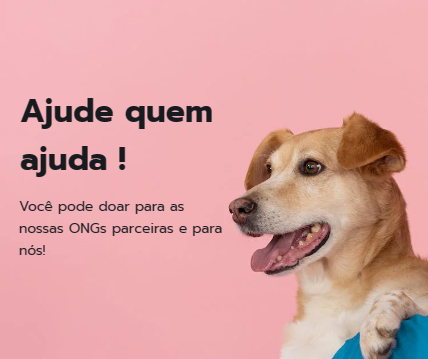 Ajude quem
ajuda !
Você pode doar para as
nossas ONGs parceiras e para
nós!